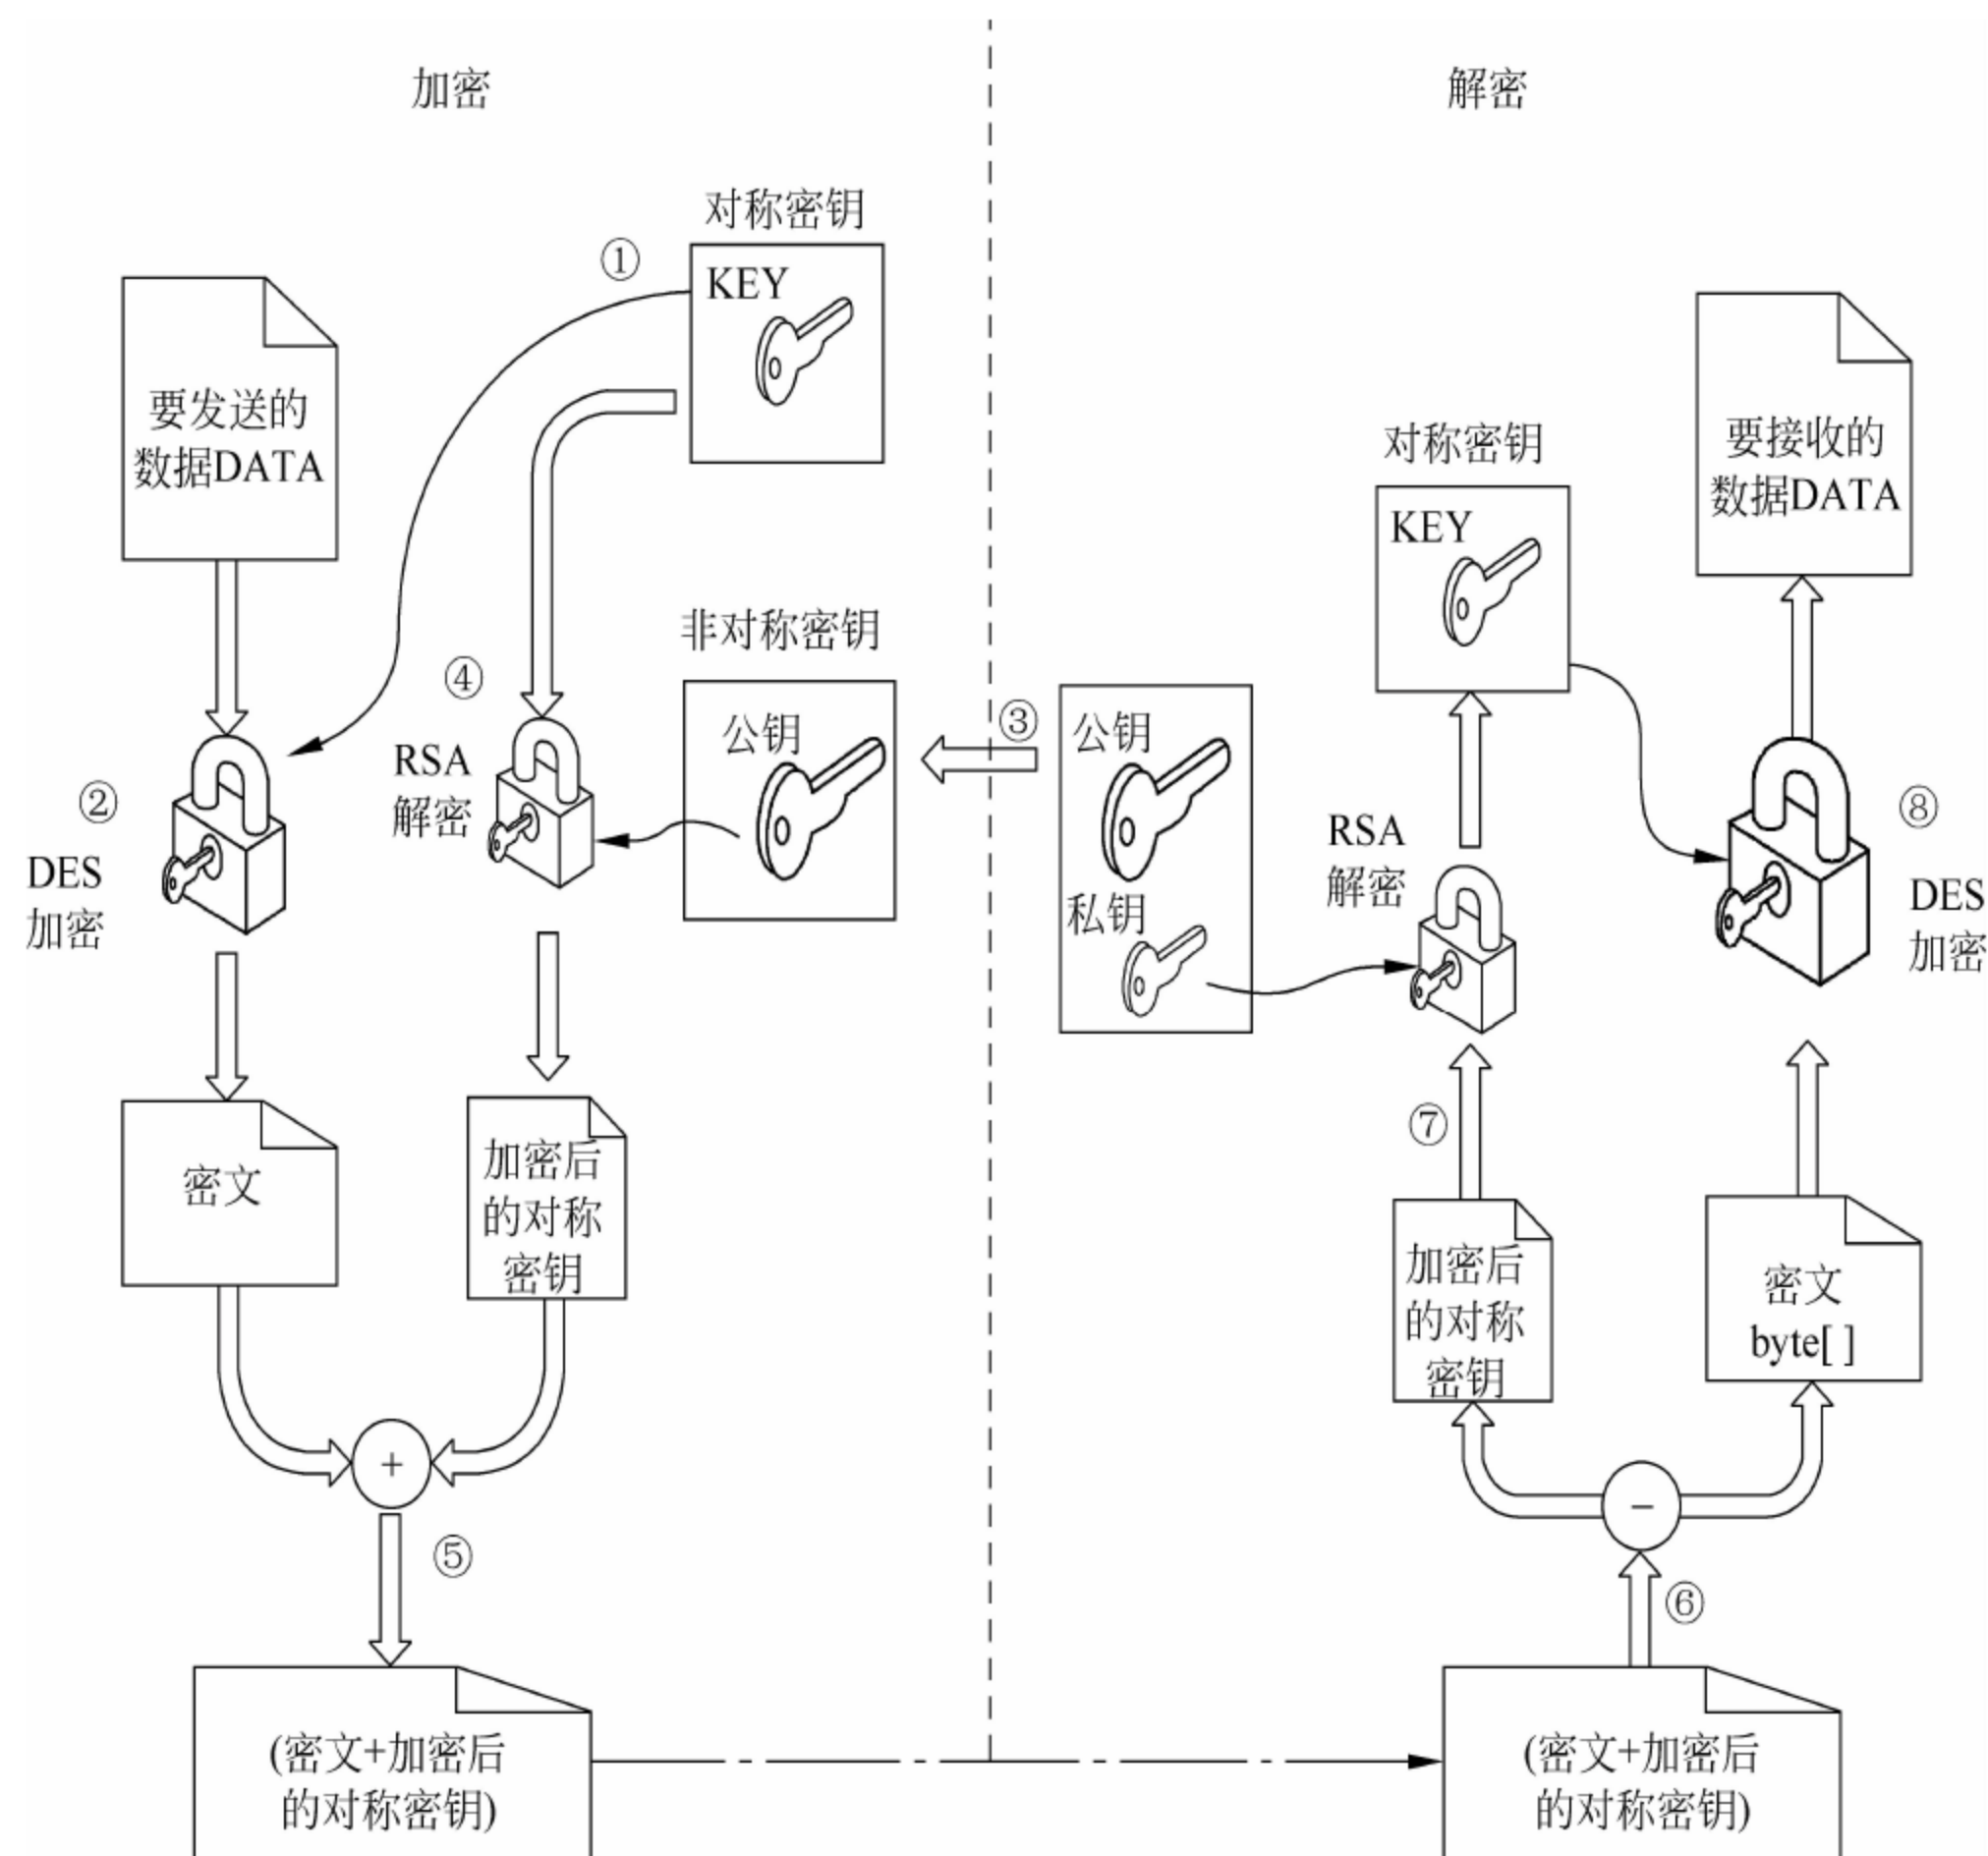 加密
解密
对称密钥
①
KEY
要发送的
数据DATA
对称密钥
KEY
要接收的
数据DATA
非对称密钥
④
公钥
③
公钥
RSA
解密
②
DES
加密
私钥
RSA
解密
⑧
DES
加密
密文
加密后
的对称
密钥
⑦
加密后
的对称
密钥
密文
byte[ ]
+
−
⑤
⑥
(密文+加密后
的对称密钥)
(密文+加密后
的对称密钥)